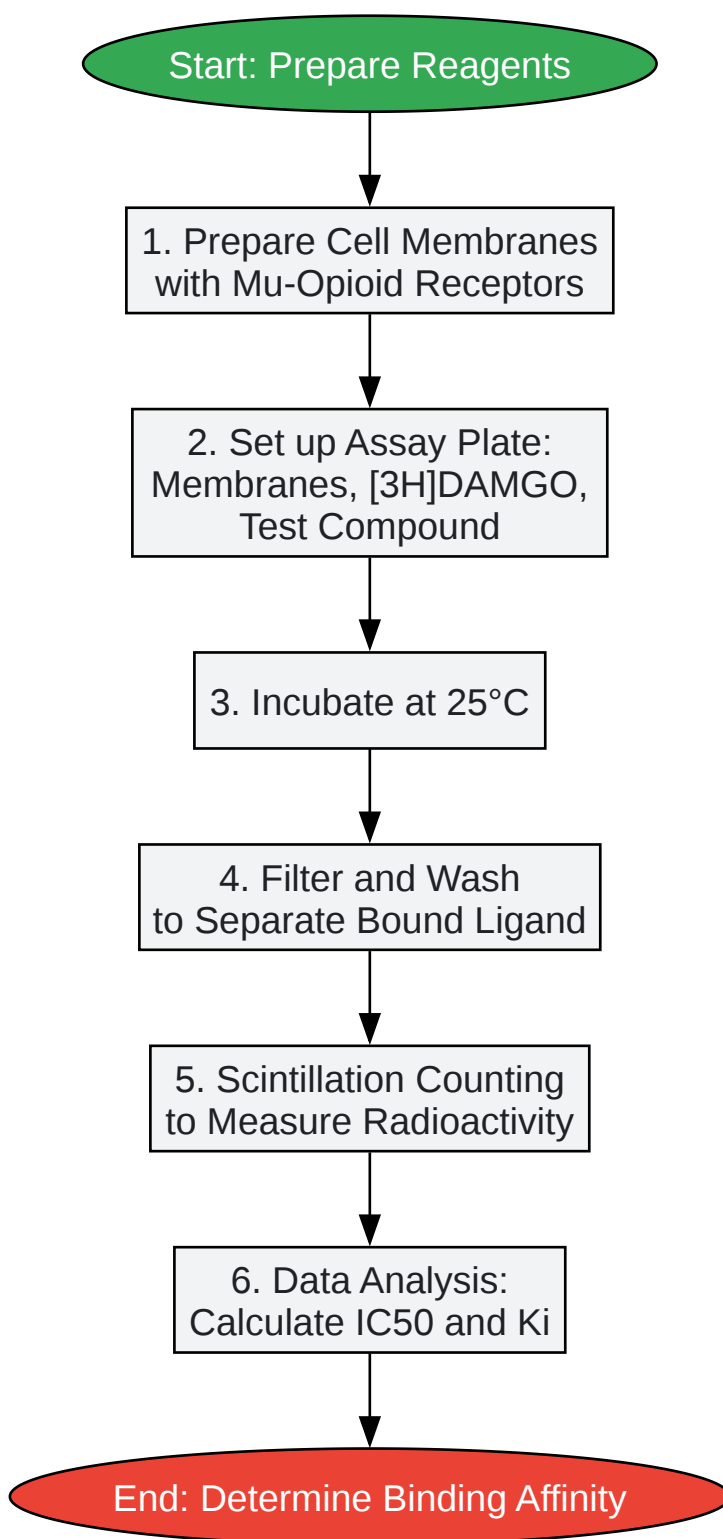 Start: Prepare Reagents
1. Prepare Cell Membranes
with Mu-Opioid Receptors
2. Set up Assay Plate:
Membranes, [3H]DAMGO,
Test Compound
3. Incubate at 25°C
4. Filter and Wash
to Separate Bound Ligand
5. Scintillation Counting
to Measure Radioactivity
6. Data Analysis:
Calculate IC50 and Ki
End: Determine Binding Affinity